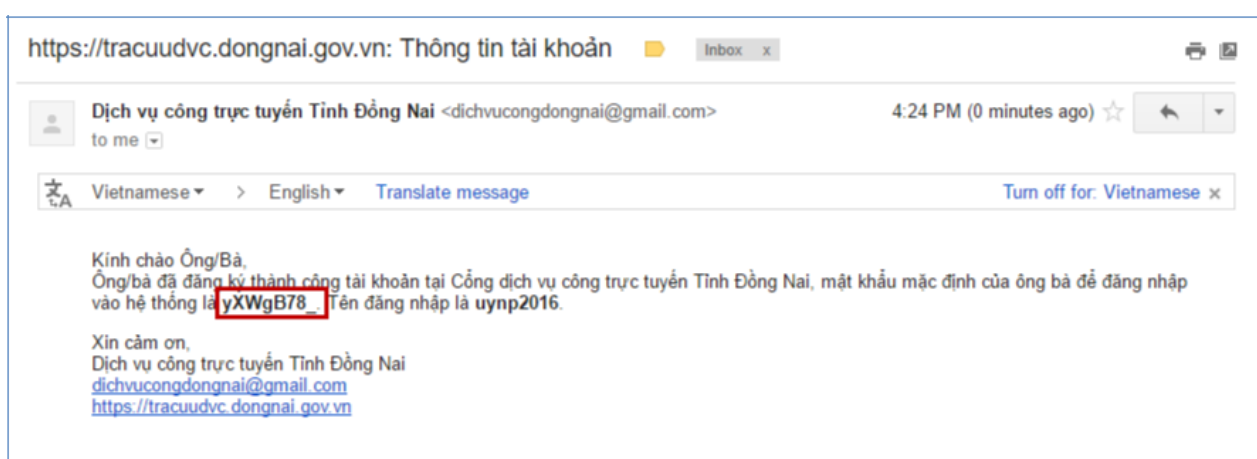 https://tracuudvc.dongnai.gov.vn: Thông tin tài khoản Inbox x
Dịch vụ công trực tuyến Tỉnh Đồng Nai <dichvucongdongnai@gmail.com> 4:24 PM (0 minutes ago)
to me
Vietnamese > English Translate message Turn off for: Vietnamese x
Kính chào Ông/Bà,
Ông/bà đã đăng ký thành công tài khoản tại Cổng dịch vụ công trực tuyến Tỉnh Đồng Nai, mật khẩu mặc định của ông bà để đăng nhập
vào hệ thống là yXWgB78_. Tên đăng nhập là uynp2016.
Xin cảm ơn,
Dịch vụ công trực tuyến Tỉnh Đồng Nai
dichvucongdongnai@gmail.com
https://tracuudvc.dongnai.gov.vn